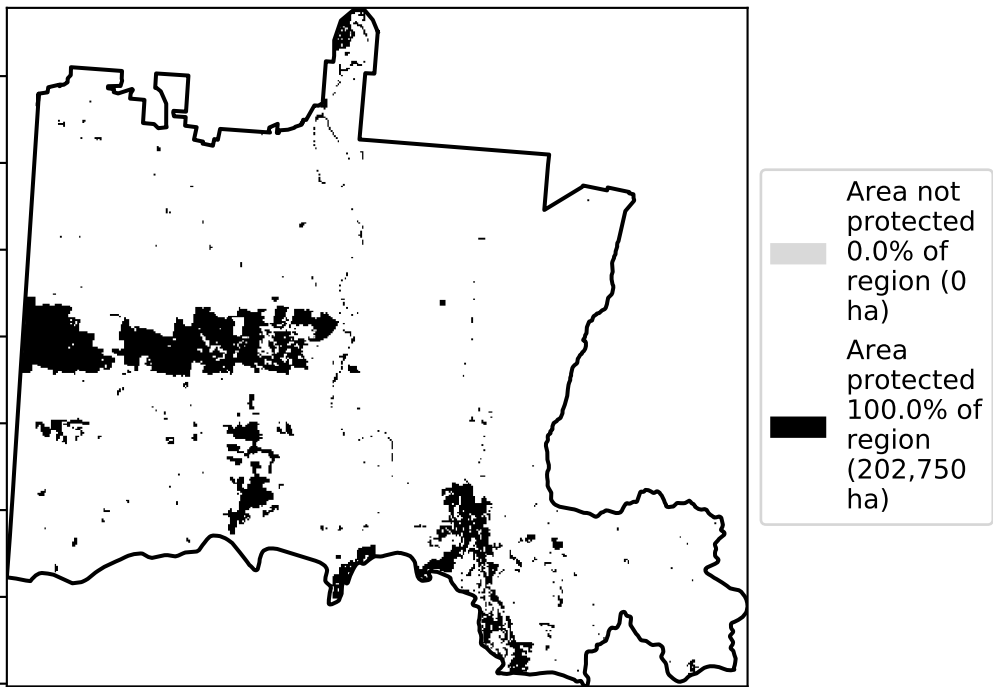 Area not
protected
0.0% of
region (0
ha)
Area
protected
100.0% of
region
(202,750
ha)